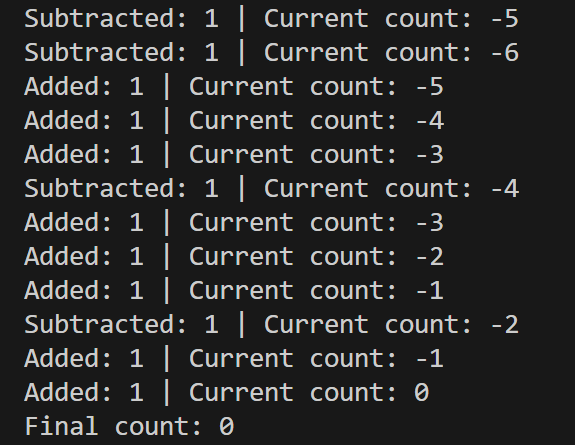 Subtracted: 1 | Current count: -5
Subtracted: 1 | Current count: -6
Added: 1 | Current count: -5
Added: 1 | Current count: -4
Added: 1 | Current count: -3
Subtracted: 1 | Current count: -4
Added: 1 | Current count: -3
Added: 1 | Current count: -2
Added: 1 | Current count: -1
Subtracted: 1 | Current count: -2
Added: 1 | Current count: -1
Added: 1 | Current count: 0
Final count: 0